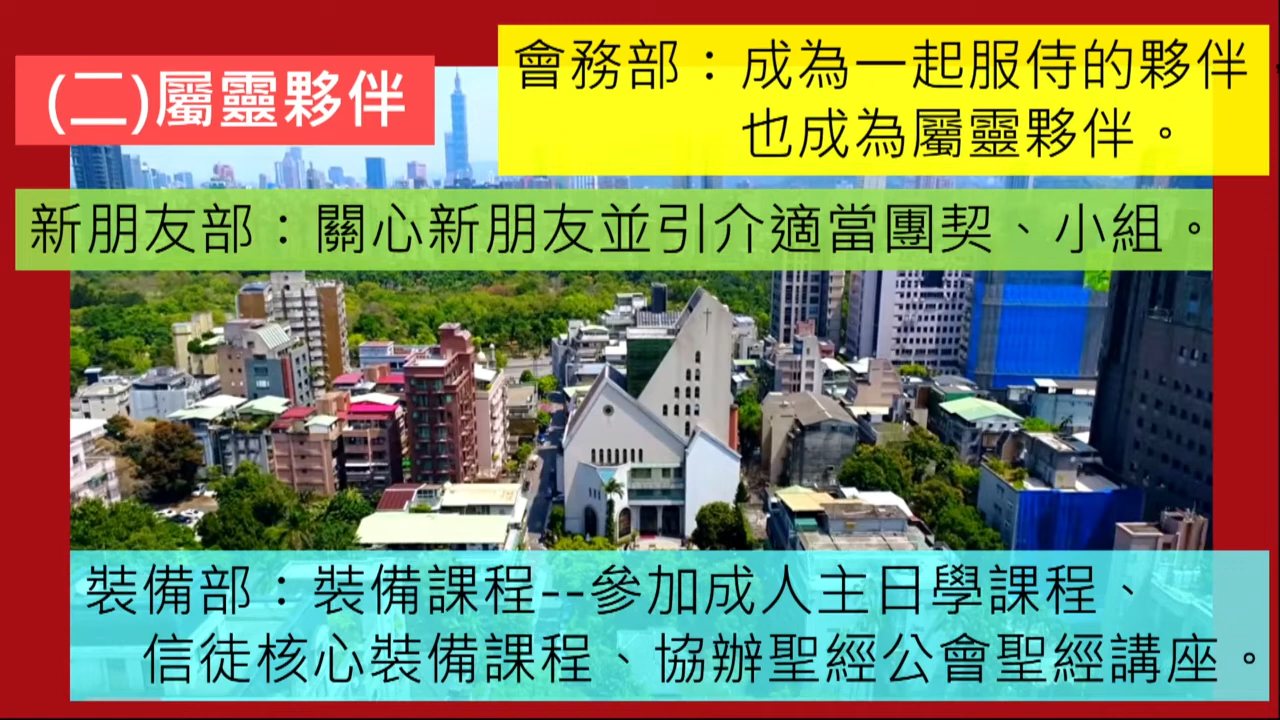 (二)屬靈夥伴
會務部：成為一起服侍的夥伴
也成為屬靈夥伴。
新朋友部：關心新朋友並引介適當團契、小組。
裝備部：裝備課程--參加成人主日學課程、
信徒核心裝備課程、協辦聖經公會聖經講座。